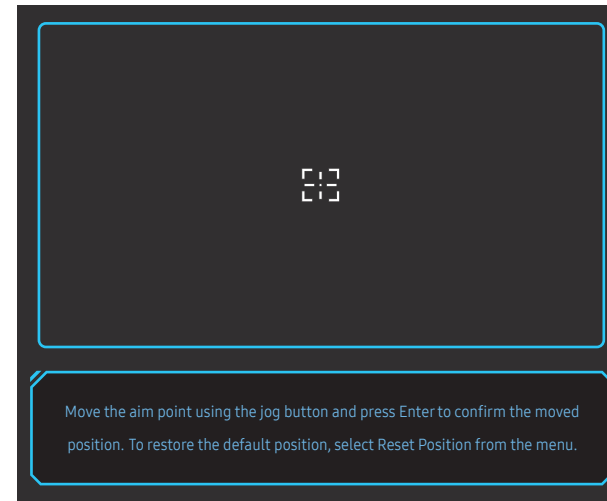 Move the aim point using the jog button and press Enter to confirm the moved
position. To restore the default position, select Reset Position from the menu.